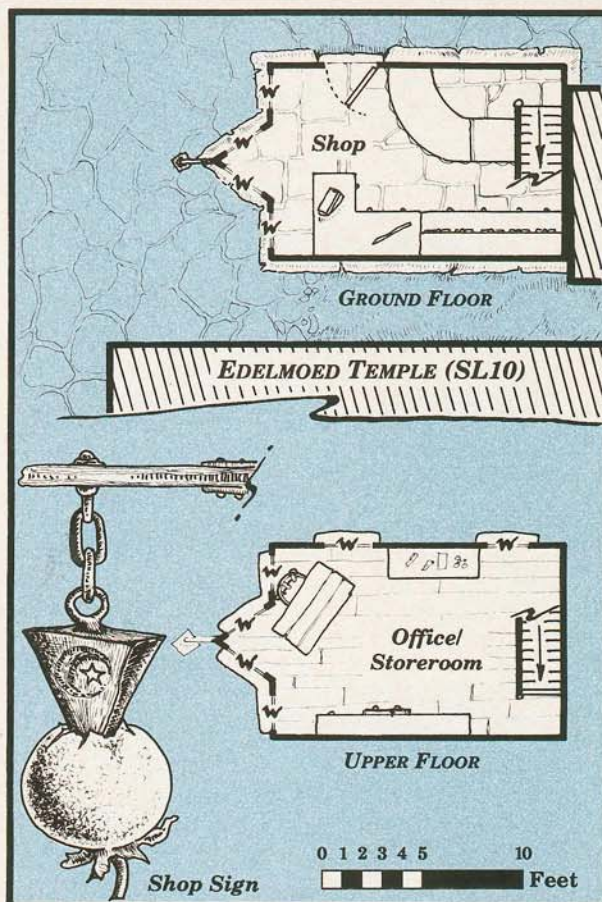 W
Shop
W
W
W
GROUND FLOOR
EDELMOED TEMPLE (SL10)
W
W
W
W
Office/
Storeroom
W
W
UPPER FLOOR
0 1 2 3 4 5 10
Feet
Shop Sign